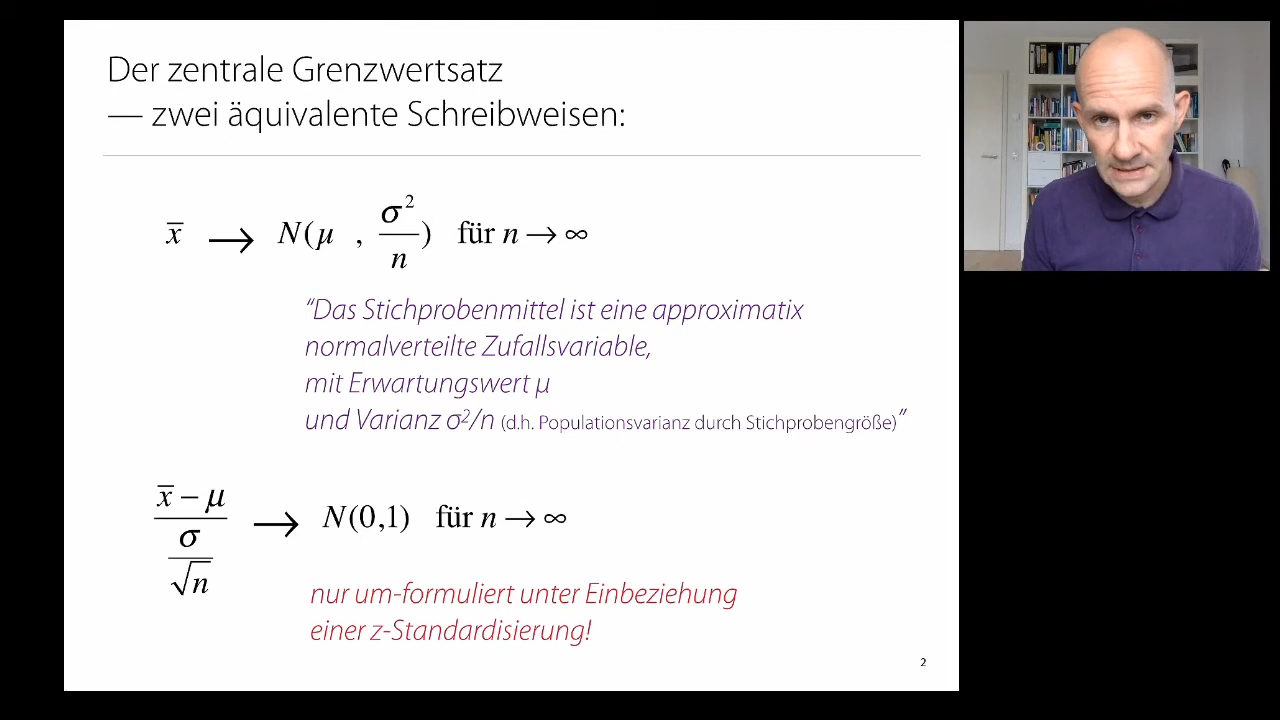 Der zentrale Grenzwertsatz
— zwei äquivalente Schreibweisen:
x̅ → N(μ , σ²/n) für n → ∞
“Das Stichprobenmittel ist eine approximatix
normalverteilte Zufallsvariable,
mit Erwartungswert μ
und Varianz σ²/n (d.h. Populationsvarianz durch Stichprobengröße)”
(x̅ − μ)/(σ/√n) → N(0,1) für n → ∞
nur um-formuliert unter Einbeziehung
einer z-Standardisierung!
2